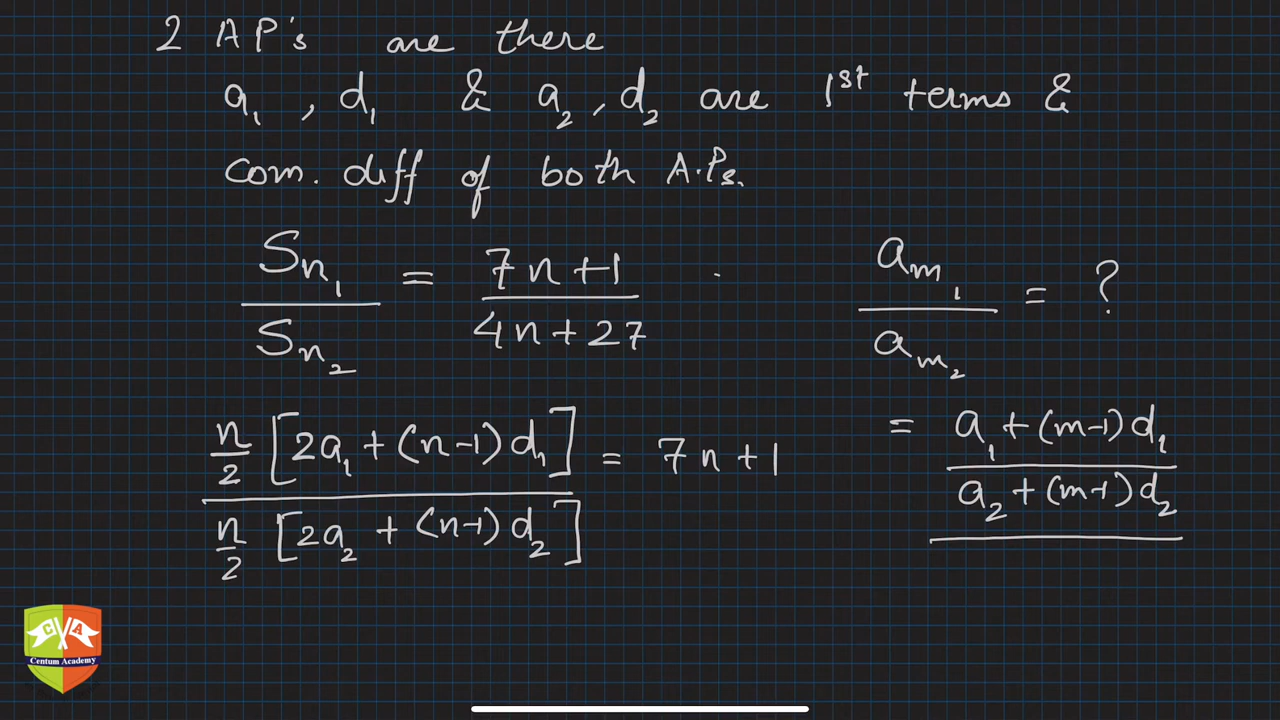 2 AP's are there
a₁, d₁ & a₂, d₂ are 1st terms &
com. diff of both A.Ps.
Sn₁/Sn₂ = (7n+1)/(4n+27)
am₁/am₂ = ?
n/2 [2a₁ + (n-1)d₁] / n/2 [2a₂ + (n-1)d₂] = 7n+1
= a₁+(m-1)d₁ / a₂+(m-1)d₂
C A
Centum Academy